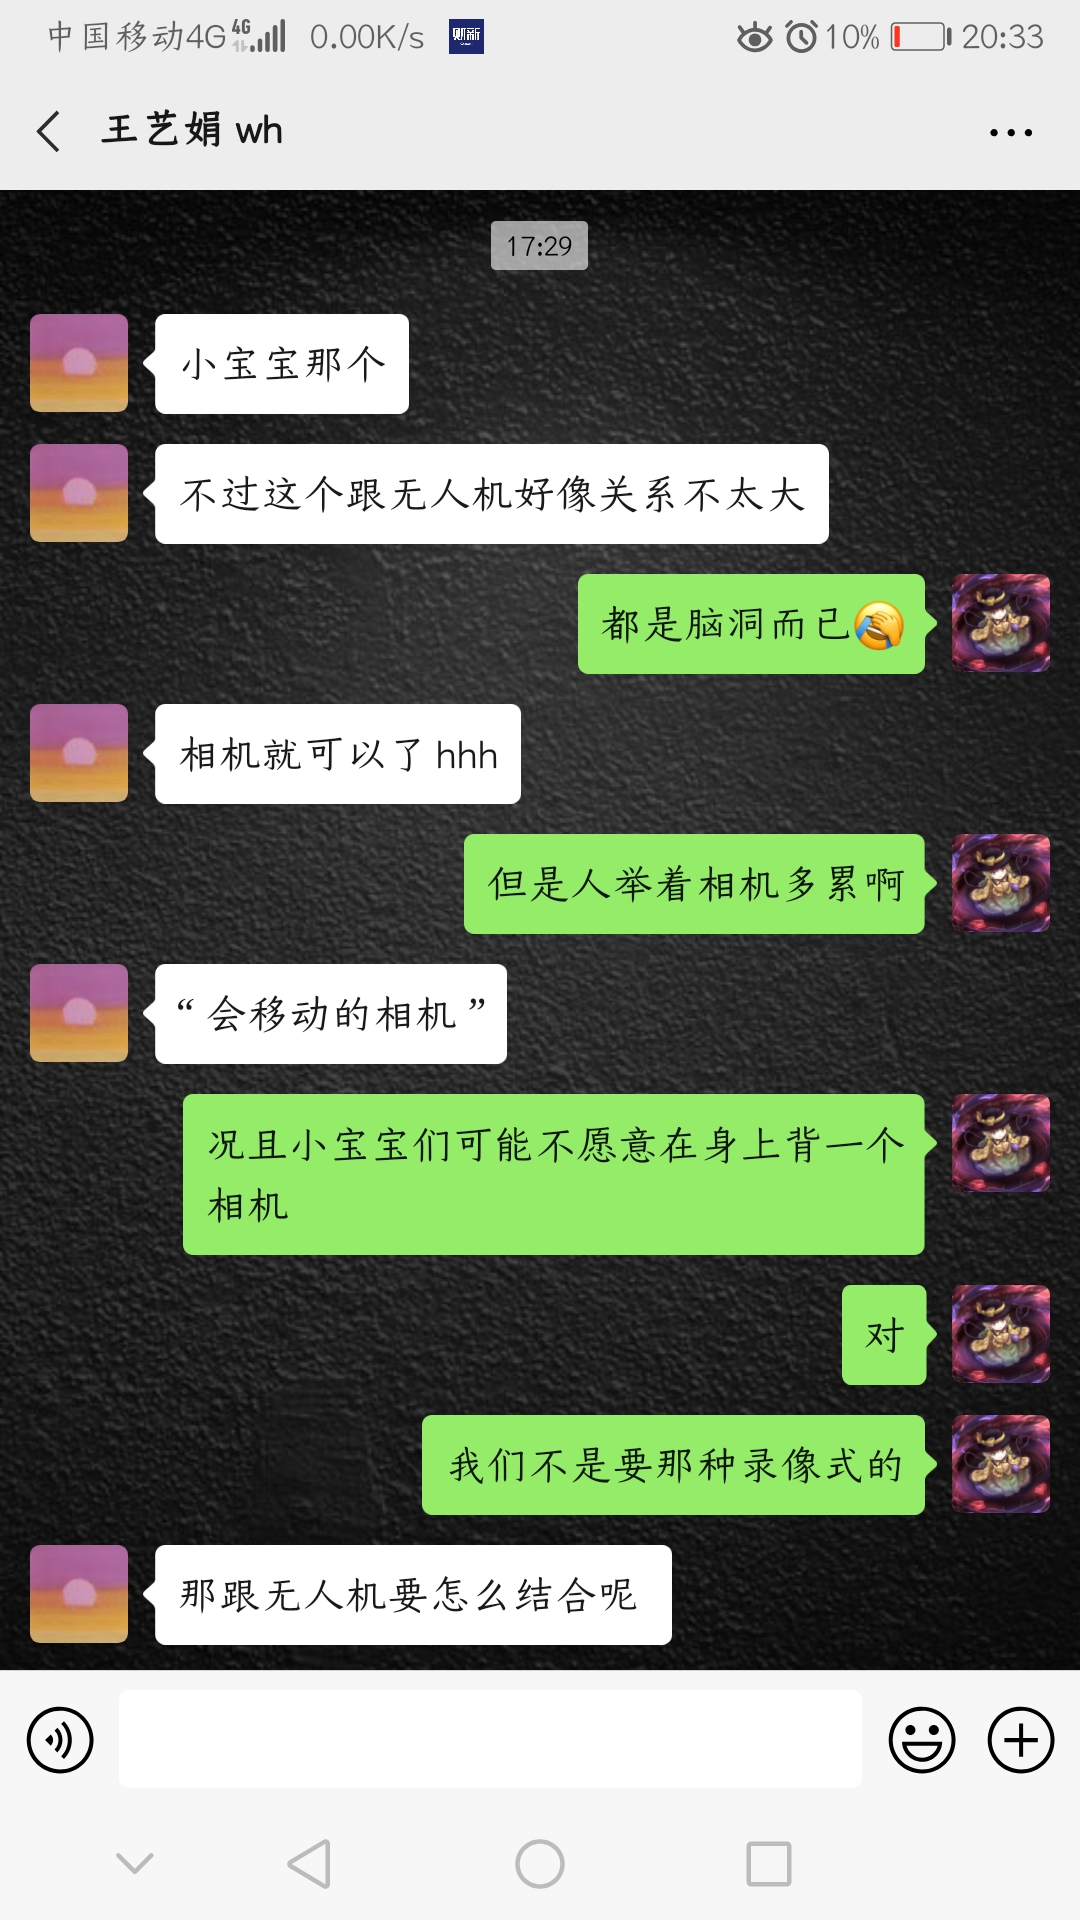 中国移动4G 4G 0.00K/s 财新 10% 20:33
王艺娟 wh
17:29
小宝宝那个
不过这个跟无人机好像关系不太大
都是脑洞而已🤦
相机就可以了 hhh
但是人举着相机多累啊
“会移动的相机”
况且小宝宝们可能不愿意在身上背一个
相机
对
我们不是要那种录像式的
那跟无人机要怎么结合呢